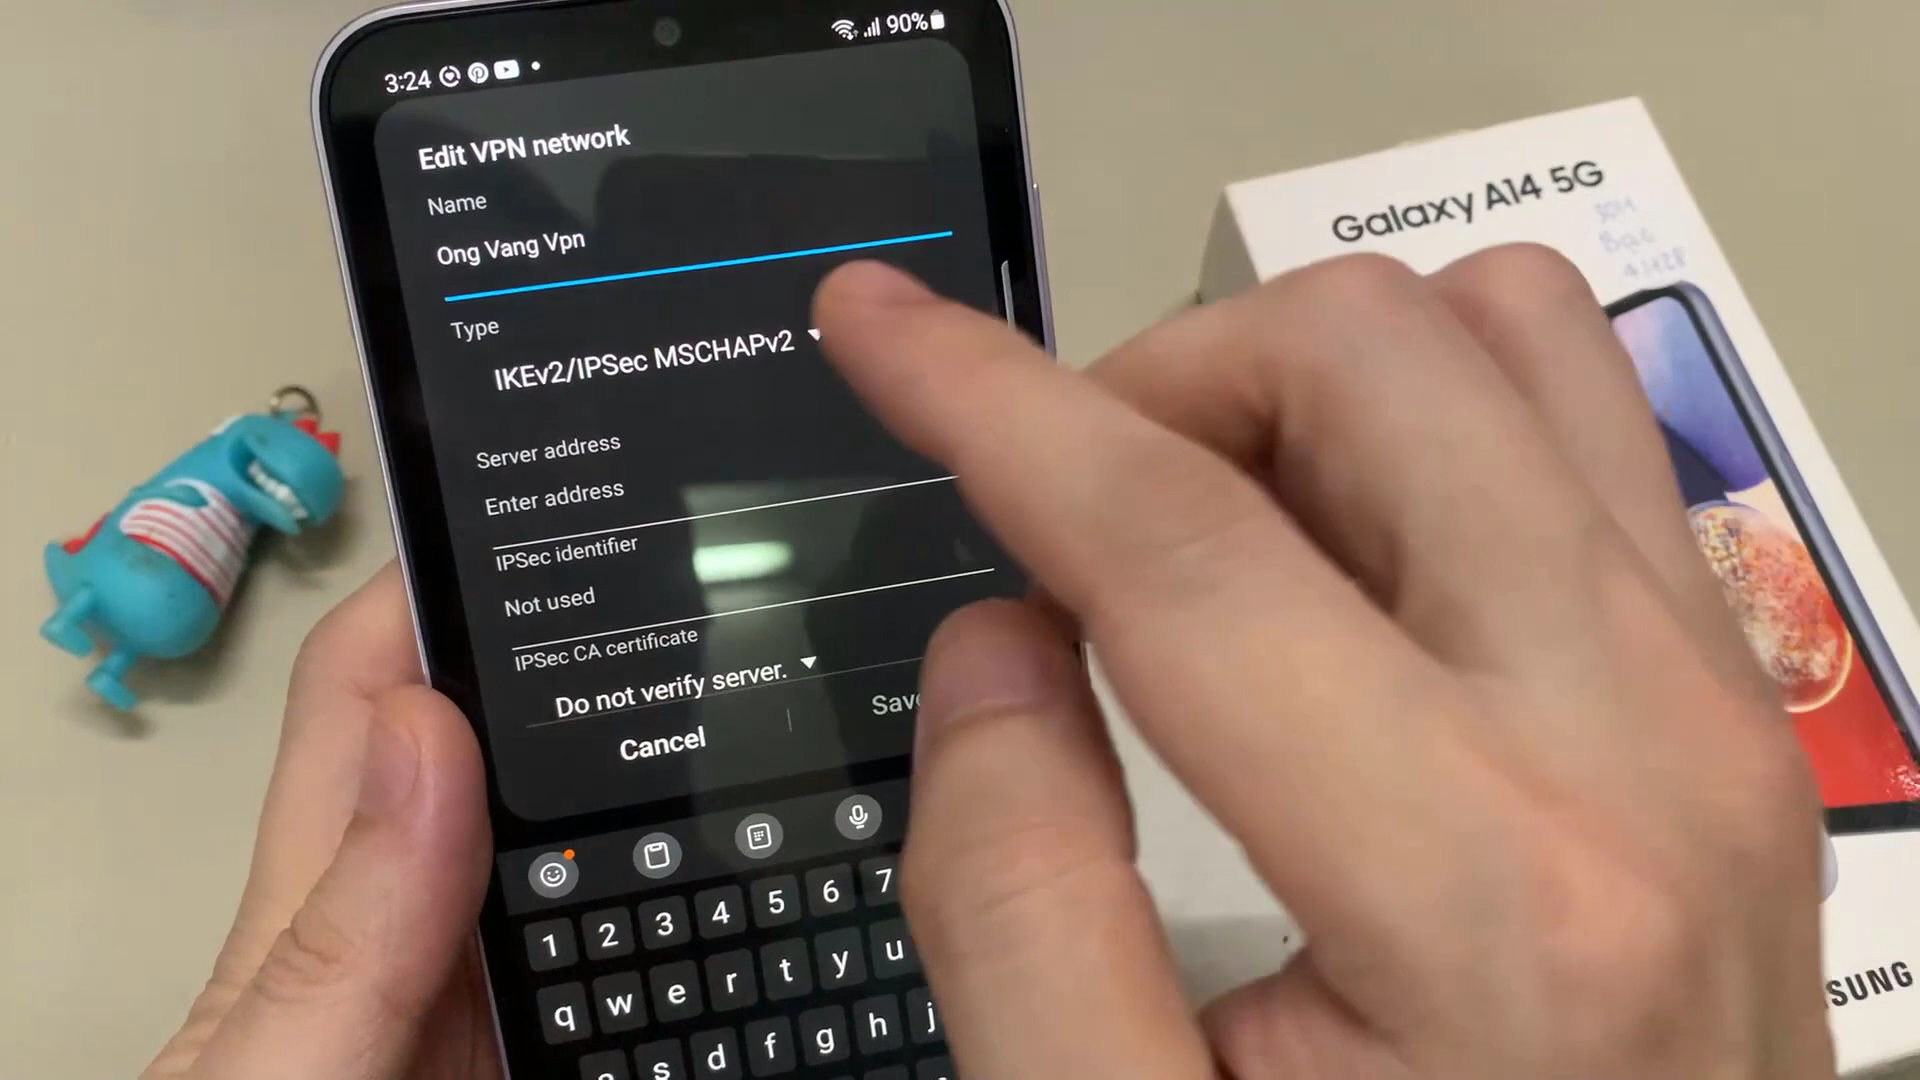 3:24
90%
Edit VPN network
Name
Ong Vang Vpn
Type
IKEv2/IPSec MSCHAPv2
Server address
Enter address
IPSec identifier
Not used
IPSec CA certificate
Do not verify server.
Cancel
Save
1 2 3 4 5 6 7
q w e r t y u
s d f g h j
Galaxy A14 5G
SUNG